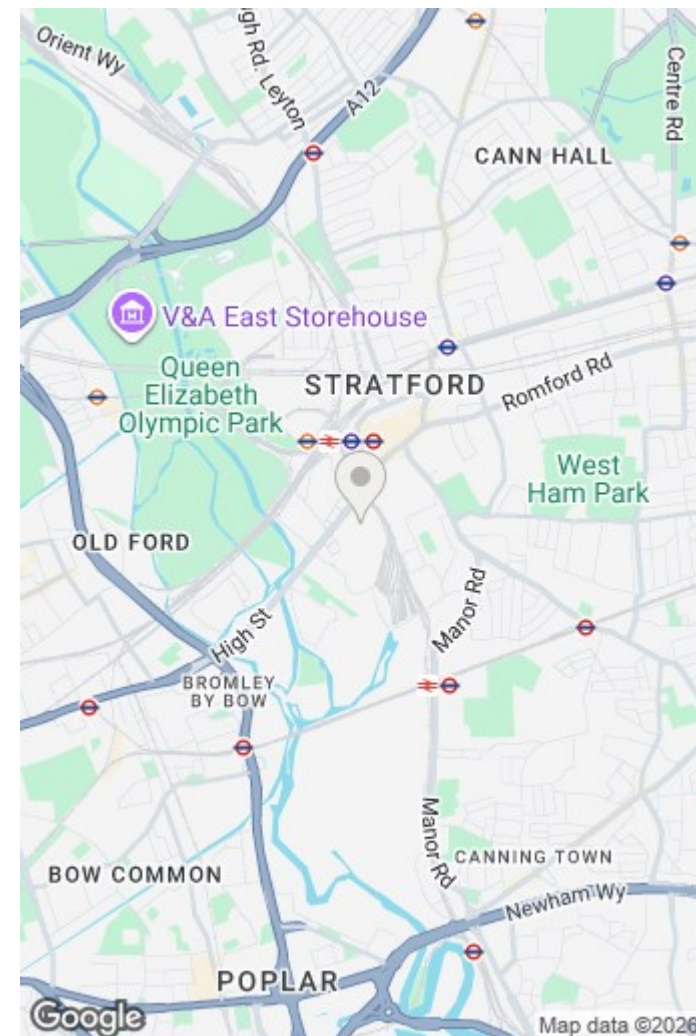 Orient Wy
gh Rd. Leyton
A12
Centre Rd
CANN HALL
V&A East Storehouse
Queen
Elizabeth
Olympic Park
STRATFORD
Romford Rd
West
Ham Park
OLD FORD
High St
Manor Rd
BROMLEY
BY BOW
Manor Rd
CANNING TOWN
BOW COMMON
Newham Wy
POPLAR
Google
Map data ©2026